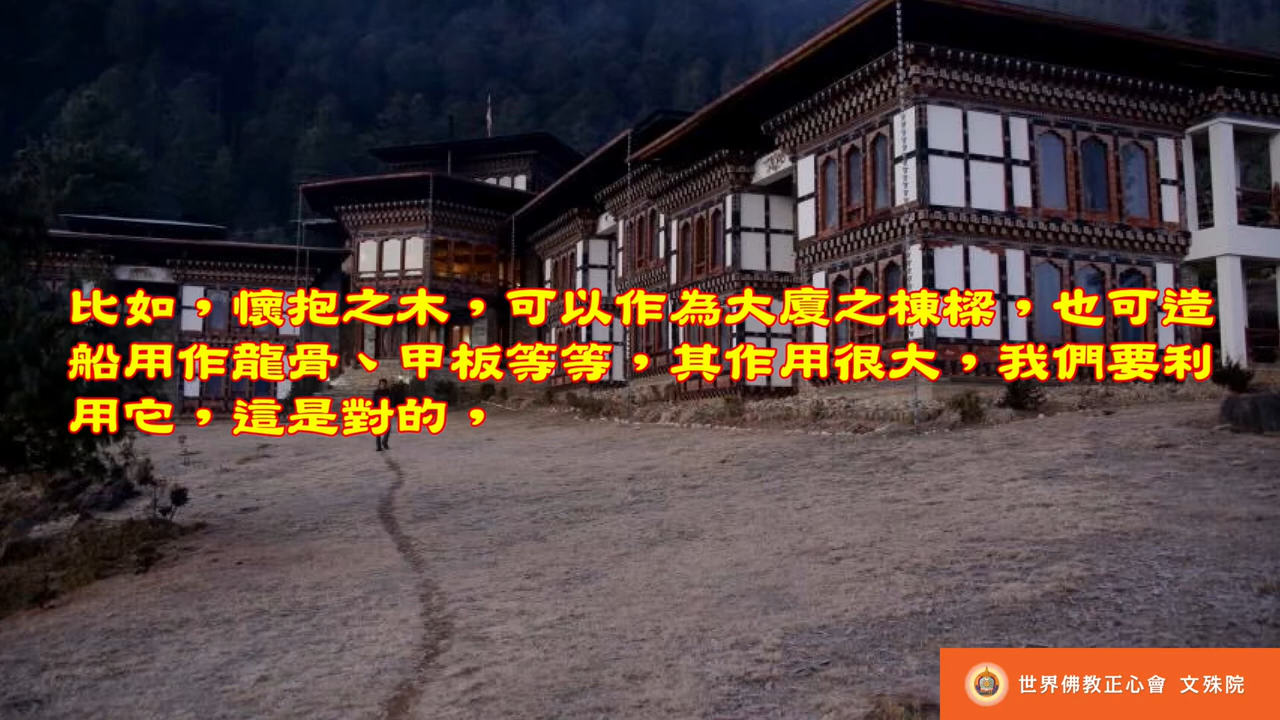 比如，懷抱之木，可以作為大廈之棟樑，也可造
船用作龍骨、甲板等等，其作用很大，我們要利
用它，這是對的，
世界佛教正心會 文殊院